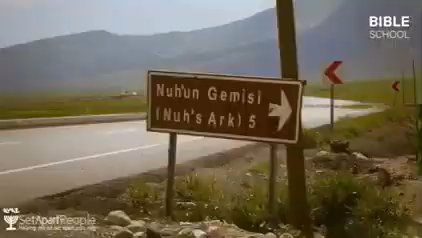 BIBLE
SCHOOL
Nuh'un Gemisi
(Nuh's Ark) 5
SetApartPeople